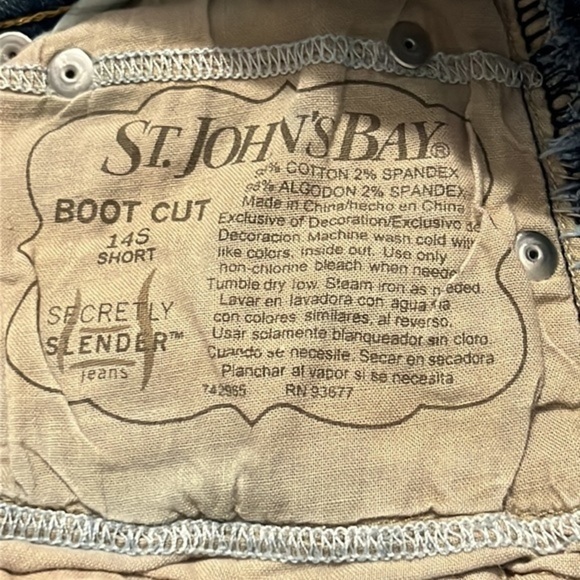 ST. JOHN'S BAY®
% COTTON 2% SPANDEX
98% ALGODON 2% SPANDEX
Made in China/hecho en China
Exclusive of Decoration/Exclusivo de
Decoracion. Machine wash cold with
like colors, inside out. Use only
non-chlorine bleach when needed
Tumble dry low. Steam iron as needed.
Lavar en lavadora con agua fria
con colores similares, al reverso.
Usar solamente blanqueador sin cloro.
Cuando se necesite. Secar en secadora
Planchar al vapor si se necesita
742965 RN 93677
BOOT CUT
14S
SHORT
SECRETLY
SLENDER™
jeans